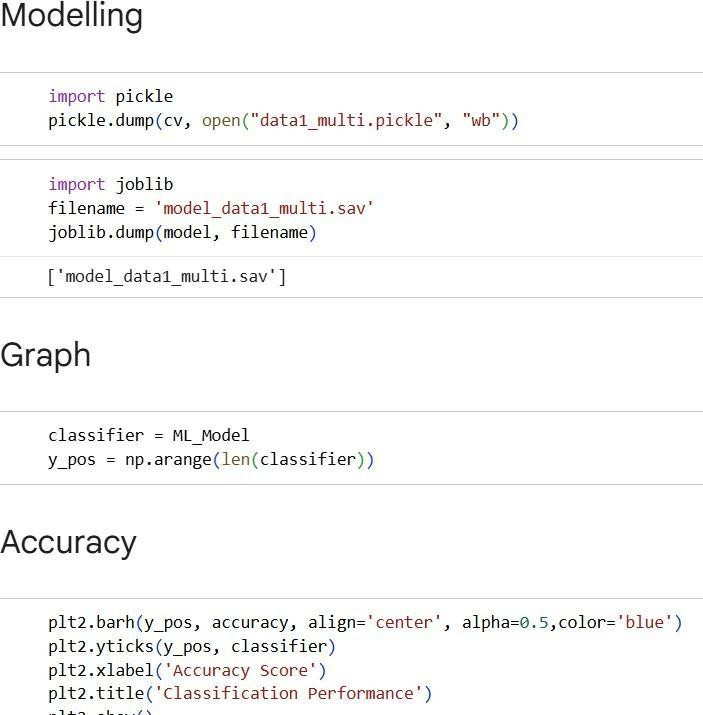 Modelling
import pickle
pickle.dump(cv, open("data1_multi.pickle", "wb"))
import joblib
filename = 'model_data1_multi.sav'
joblib.dump(model, filename)
['model_data1_multi.sav']
Graph
classifier = ML_Model
y_pos = np.arange(len(classifier))
Accuracy
plt2.barh(y_pos, accuracy, align='center', alpha=0.5,color='blue')
plt2.yticks(y_pos, classifier)
plt2.xlabel('Accuracy Score')
plt2.title('Classification Performance')
plt2.show()